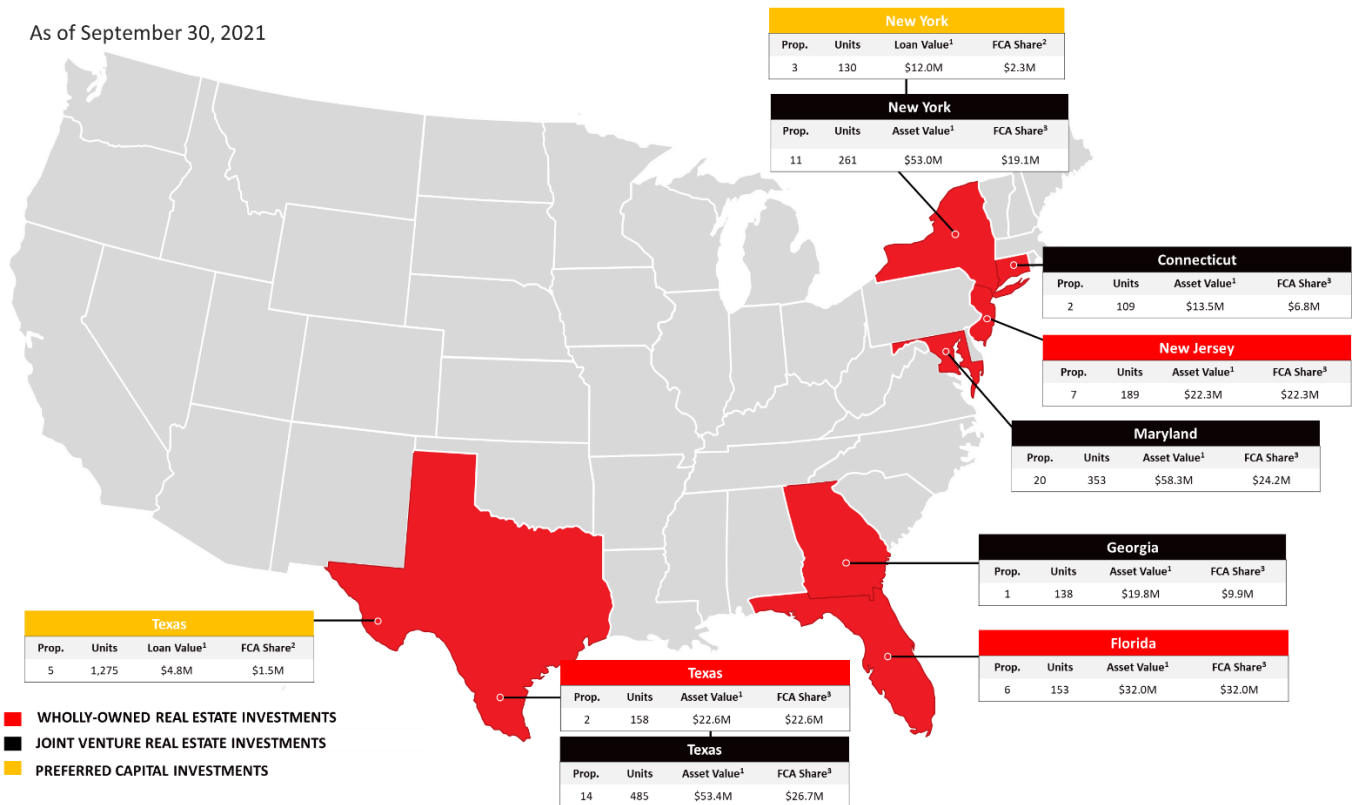 As of September 30, 2021
New York
Prop. Units Loan Value¹ FCA Share²
3 130 $12.0M $2.3M
New York
Prop. Units Asset Value¹ FCA Share³
11 261 $53.0M $19.1M
Connecticut
Prop. Units Asset Value¹ FCA Share³
2 109 $13.5M $6.8M
New Jersey
Prop. Units Asset Value¹ FCA Share³
7 189 $22.3M $22.3M
Maryland
Prop. Units Asset Value¹ FCA Share³
20 353 $58.3M $24.2M
Georgia
Prop. Units Asset Value¹ FCA Share³
1 138 $19.8M $9.9M
Florida
Prop. Units Asset Value¹ FCA Share³
6 153 $32.0M $32.0M
Texas
Prop. Units Loan Value¹ FCA Share²
5 1,275 $4.8M $1.5M
Texas
Prop. Units Asset Value¹ FCA Share³
2 158 $22.6M $22.6M
Texas
Prop. Units Asset Value¹ FCA Share³
14 485 $53.4M $26.7M
WHOLLY-OWNED REAL ESTATE INVESTMENTS
JOINT VENTURE REAL ESTATE INVESTMENTS
PREFERRED CAPITAL INVESTMENTS